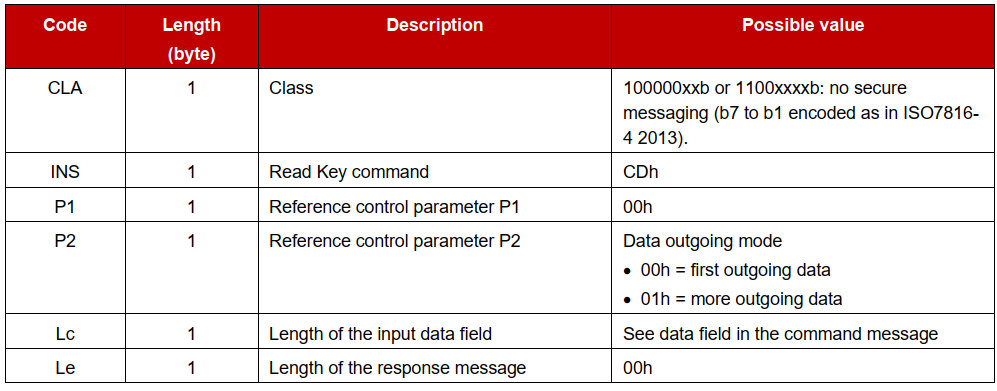 Code Length (byte) Description Possible value
CLA 1 Class 100000xxb or 1100xxxxb: no secure
messaging (b7 to b1 encoded as in ISO7816-
4 2013).
INS 1 Read Key command CDh
P1 1 Reference control parameter P1 00h
P2 1 Reference control parameter P2 Data outgoing mode
• 00h = first outgoing data
• 01h = more outgoing data
Lc 1 Length of the input data field See data field in the command message
Le 1 Length of the response message 00h